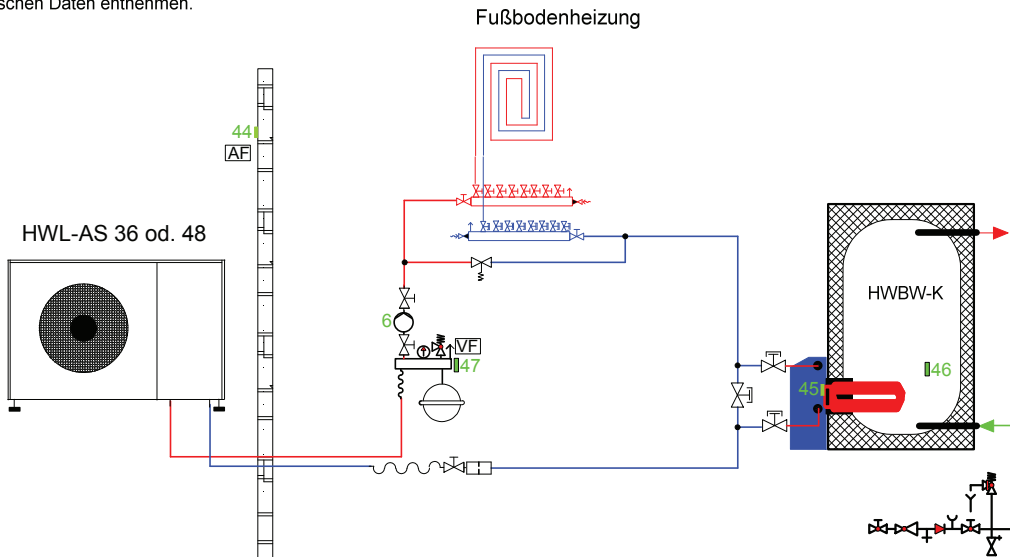 schen Daten entnehmen.
Fußbodenheizung
44
AF
HWL-AS 36 od. 48
HWBW-K
6
VF
47
46
45